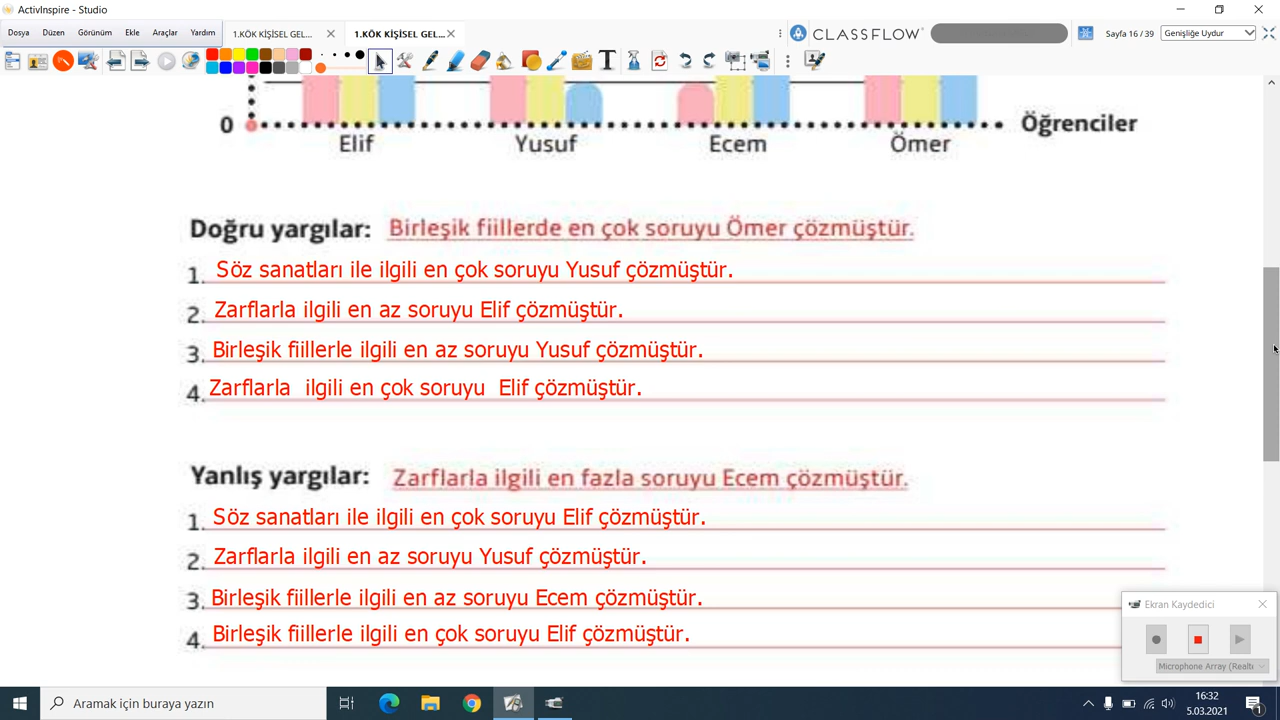 ActivInspire - Studio
Dosya Düzen Görünüm Ekle Araçlar Yardım
1.KÖK KİŞİSEL GEL...
1.KÖK KİŞİSEL GEL,...
CLASSFLOW
Sayfa 16 / 39
Genişliğe Uydur
0
Öğrenciler
Elif Yusuf Ecem Ömer
Doğru yargılar: Birleşik fiillerde en çok soruyu Ömer çözmüştür.
1. Söz sanatları ile ilgili en çok soruyu Yusuf çözmüştür.
2. Zarflarla ilgili en az soruyu Elif çözmüştür.
3. Birleşik fiillerle ilgili en az soruyu Yusuf çözmüştür.
4. Zarflarla ilgili en çok soruyu Elif çözmüştür.
Yanlış yargılar: Zarflarla ilgili en fazla soruyu Ecem çözmüştür.
1. Söz sanatları ile ilgili en çok soruyu Elif çözmüştür.
2. Zarflarla ilgili en az soruyu Yusuf çözmüştür.
3. Birleşik fiillerle ilgili en az soruyu Ecem çözmüştür.
4. Birleşik fiillerle ilgili en çok soruyu Elif çözmüştür.
Ekran Kaydedici
Microphone Array (Realte
Aramak için buraya yazın
16:32
5.03.2021
1